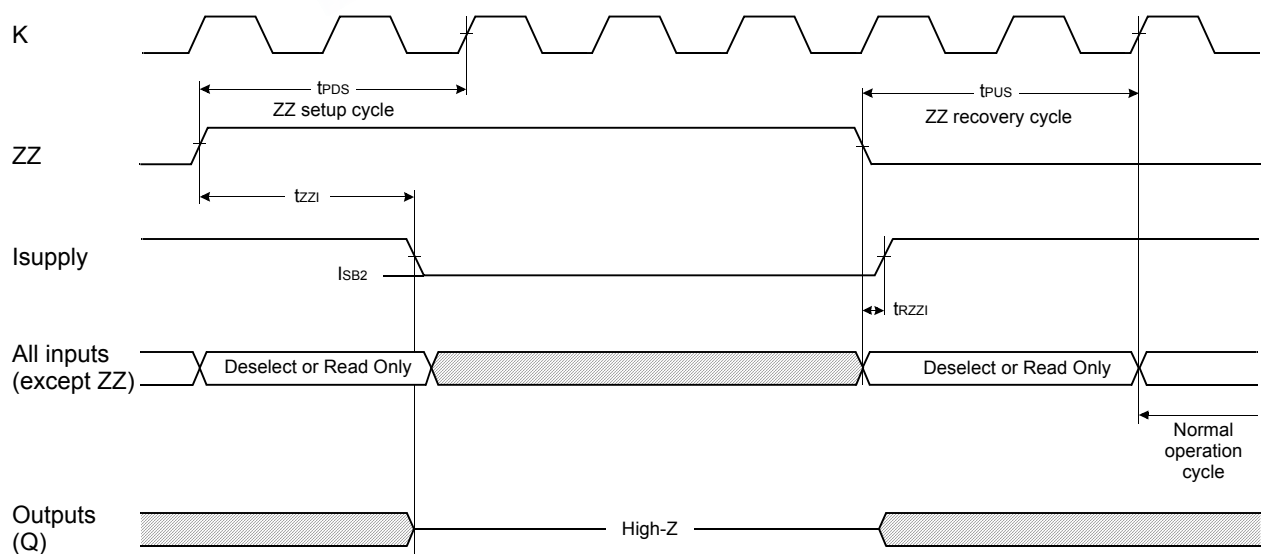 K
tPDS
ZZ setup cycle
tPUS
ZZ recovery cycle
ZZ
tZZI
Isupply
ISB2
tRZZI
All inputs
(except ZZ)
Deselect or Read Only
Deselect or Read Only
Normal
operation
cycle
Outputs
(Q)
High-Z